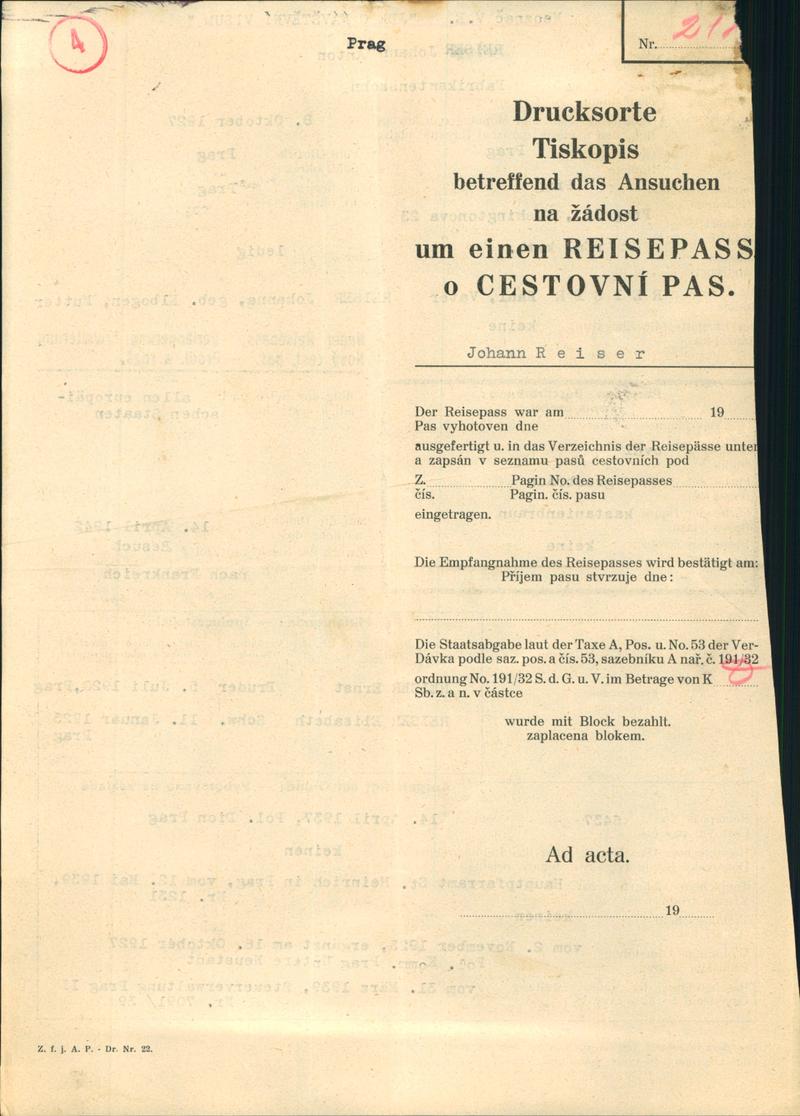 4
Prag
Nr.
Drucksorte
Tiskopis
betreffend das Ansuchen
na žádost
um einen REISEPASS
o CESTOVNÍ PAS.
Johann R e i s e r
Der Reisepass war am 19
Pas vyhotoven dne
ausgefertigt u. in das Verzeichnis der Reisepässe unter
a zapsán v seznamu pasů cestovních pod
Z. Pagin No. des Reisepasses
čís. Pagin. čís. pasu
eingetragen.
Die Empfangnahme des Reisepasses wird bestätigt am:
Příjem pasu stvrzuje dne:
Die Staatsabgabe laut der Taxe A, Pos. u. No. 53 der Ver-
Dávka podle saz. pos. a čís. 53, sazebníku A nař. č. 191/32
ordnung No. 191/32 S. d. G. u. V. im Betrage von K
Sb. z. a n. v částce
wurde mit Block bezahlt.
zaplacena blokem.
Ad acta.
19
Z. f. j. A. P. - Dr. Nr. 22.